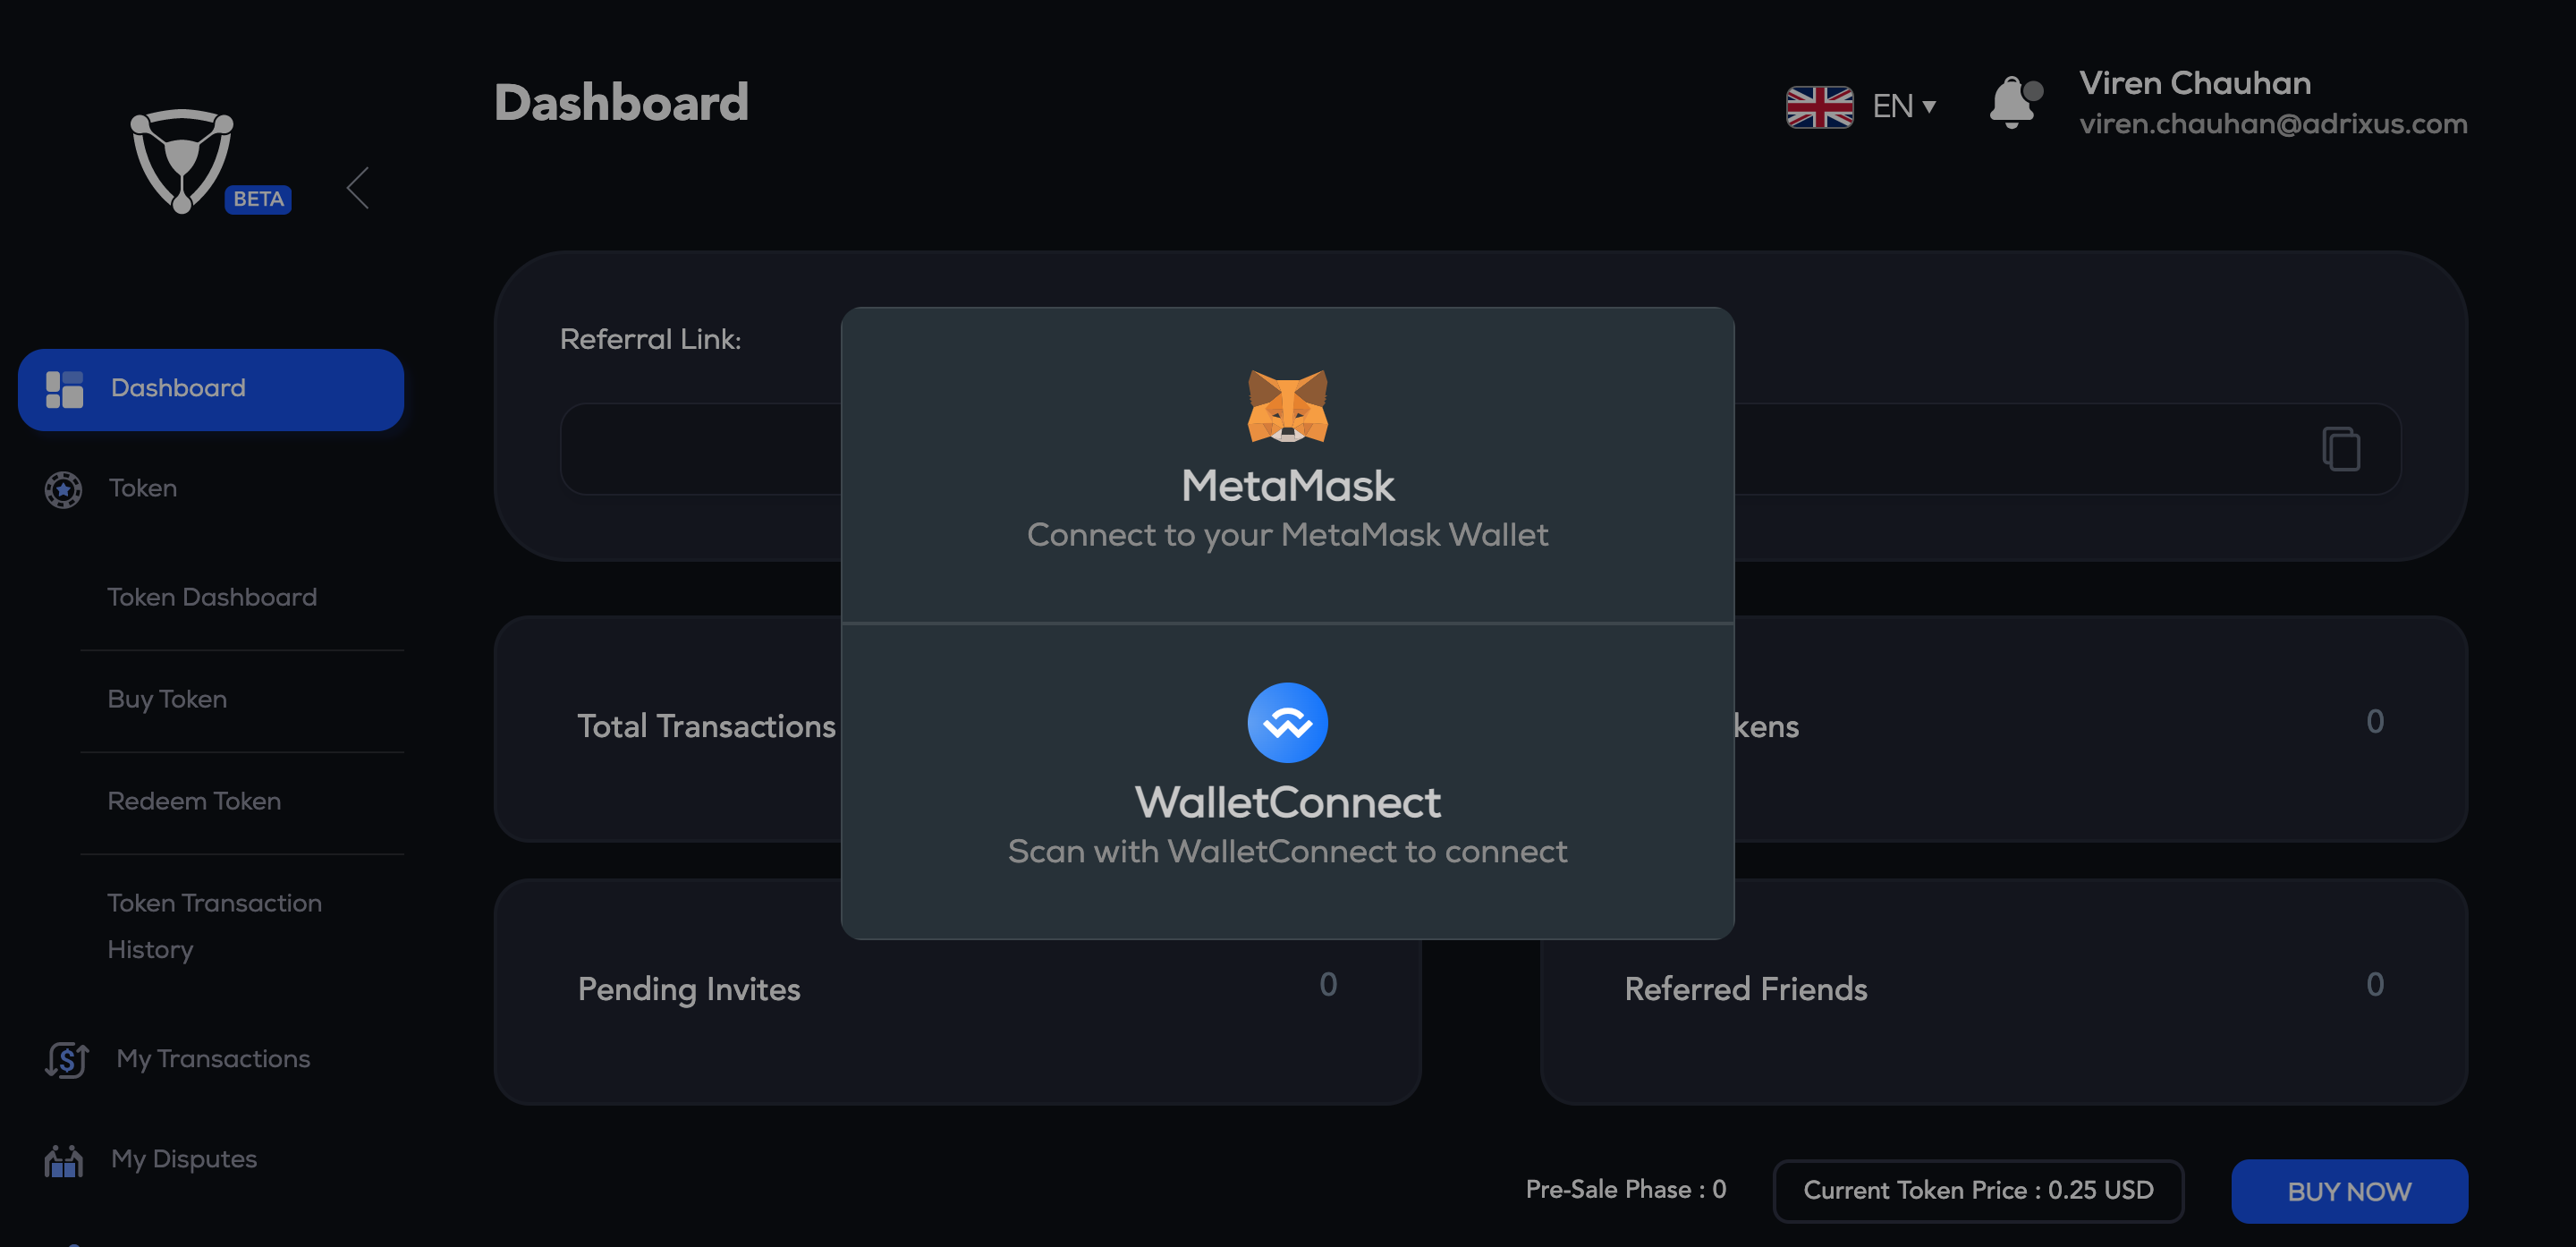 Dashboard
EN
Viren Chauhan
viren.chauhan@adrixus.com
BETA
Dashboard
Token
Token Dashboard
Buy Token
Redeem Token
Token Transaction
History
My Transactions
My Disputes
Referral Link:
MetaMask
Connect to your MetaMask Wallet
WalletConnect
Scan with WalletConnect to connect
Total Transactions
0
Pending Invites 0
Referred Friends 0
Pre-Sale Phase : 0
Current Token Price : 0.25 USD
BUY NOW